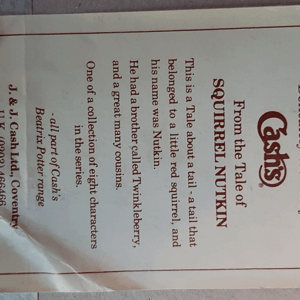 Cash's®
From the Tale of
SQUIRREL NUTKIN
This is a Tale about a tail - a tail that
belonged to a little red squirrel, and
his name was Nutkin.
He had a brother called Twinkleberry,
and a great many cousins.
One of a collection of eight characters
in the series.
- all part of Cash's
Beatrix Potter range
J. & J. Cash Ltd., Coventry
U.K. (0203) 466466